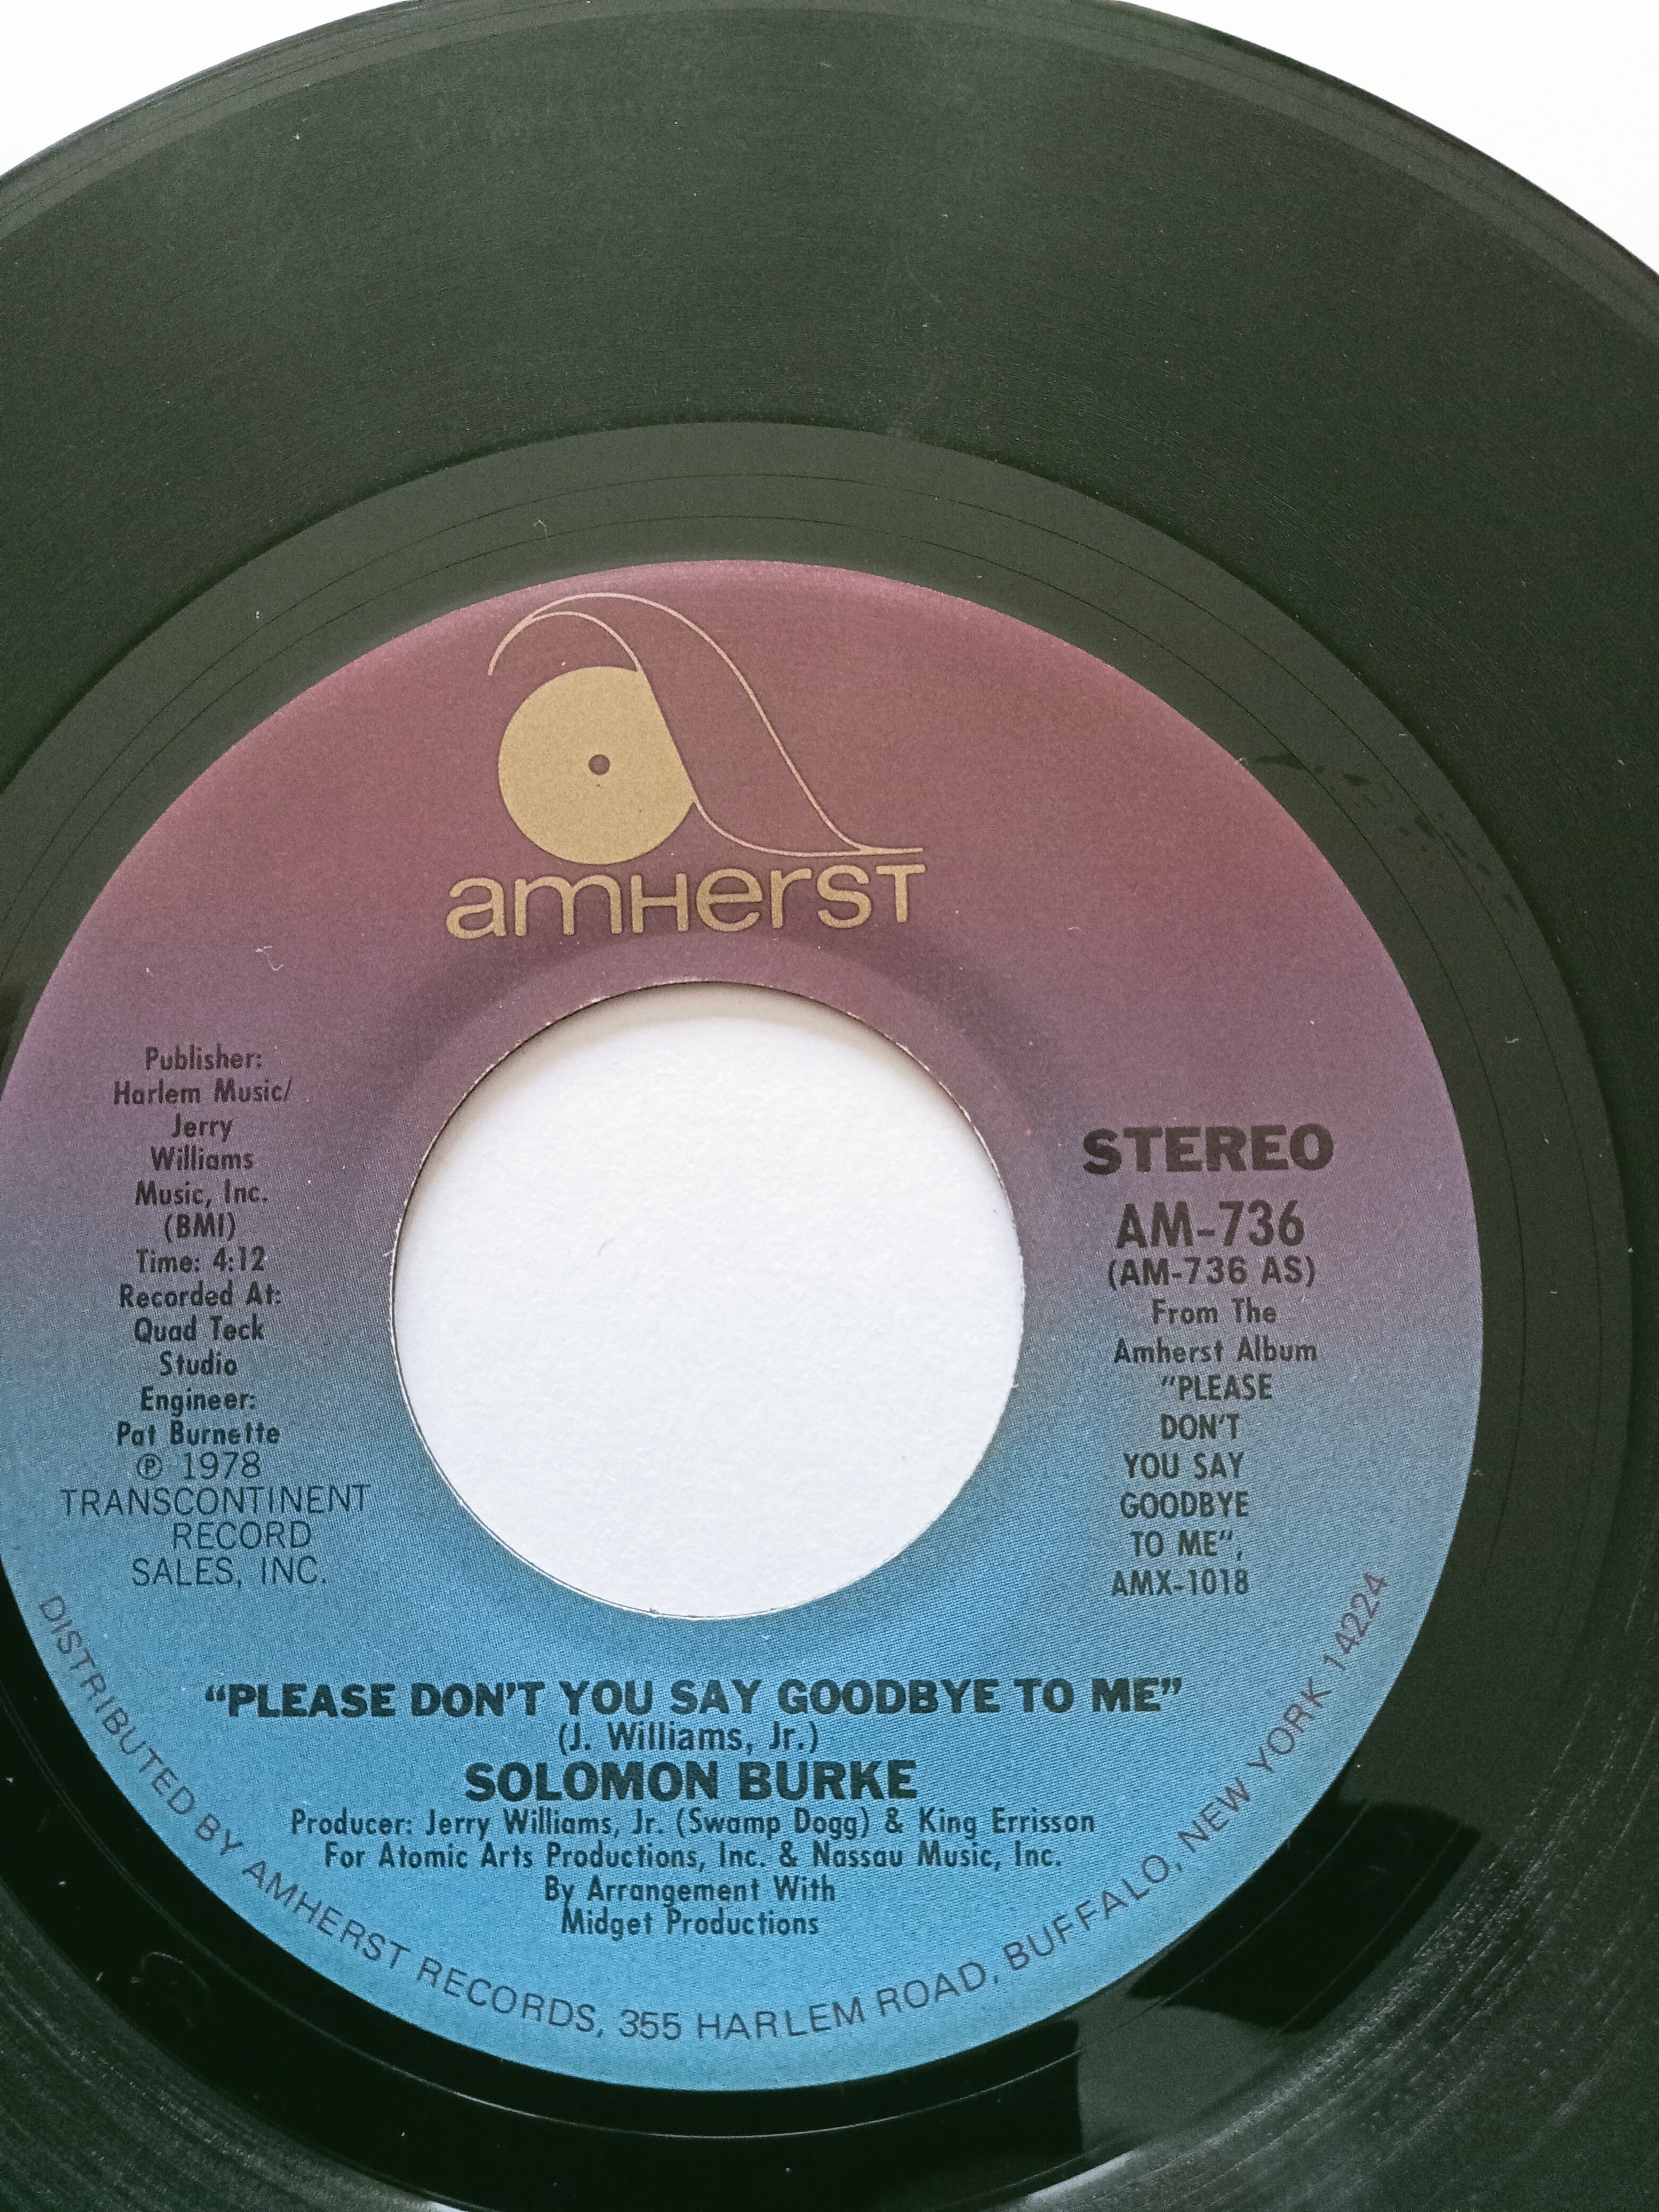 amHerST
Publisher:
Harlem Music/
Jerry
Williams
Music, Inc.
(BMI)
Time: 4:12
Recorded At:
Quad Teck
Studio
Engineer:
Pat Burnette
℗ 1978
TRANSCONTINENT
RECORD
SALES, INC.
STEREO
AM-736
(AM-736 AS)
From The
Amherst Album
"PLEASE
DON'T
YOU SAY
GOODBYE
TO ME",
AMX-1018
"PLEASE DON'T YOU SAY GOODBYE TO ME"
(J. Williams, Jr.)
SOLOMON BURKE
Producer: Jerry Williams, Jr. (Swamp Dogg) & King Errisson
For Atomic Arts Productions, Inc. & Nassau Music, Inc.
By Arrangement With
Midget Productions
DISTRIBUTED BY AMHERST RECORDS, 355 HARLEM ROAD, BUFFALO, NEW YORK 14224